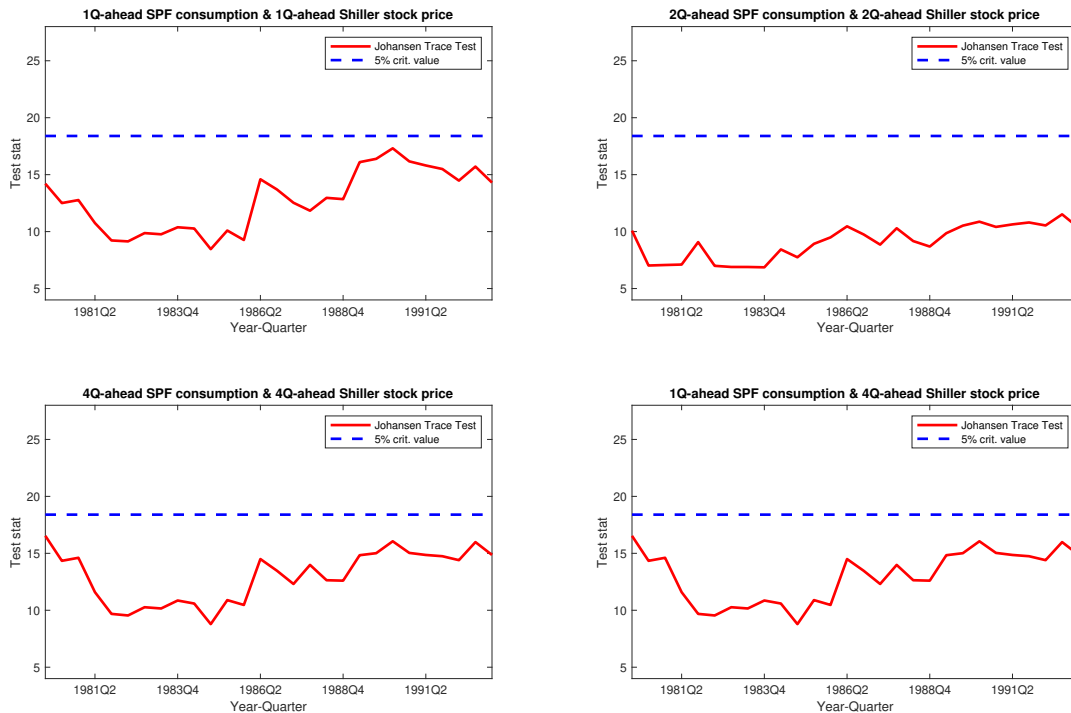 1Q-ahead SPF consumption & 1Q-ahead Shiller stock price
Johansen Trace Test
5% crit. value
25
20
15
10
5
Test stat
1981Q2
1983Q4
1986Q2
1988Q4
1991Q2
Year-Quarter
2Q-ahead SPF consumption & 2Q-ahead Shiller stock price
Johansen Trace Test
5% crit. value
25
20
15
10
5
Test stat
1981Q2
1983Q4
1986Q2
1988Q4
1991Q2
Year-Quarter
4Q-ahead SPF consumption & 4Q-ahead Shiller stock price
Johansen Trace Test
5% crit. value
25
20
15
10
5
Test stat
1981Q2
1983Q4
1986Q2
1988Q4
1991Q2
Year-Quarter
1Q-ahead SPF consumption & 4Q-ahead Shiller stock price
Johansen Trace Test
5% crit. value
25
20
15
10
5
Test stat
1981Q2
1983Q4
1986Q2
1988Q4
1991Q2
Year-Quarter